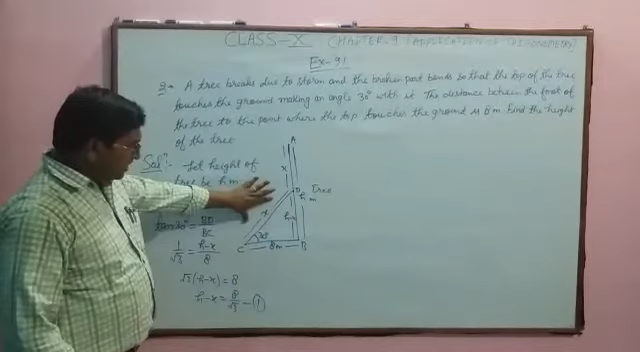 CLASS-X CHAPTER. 9 (APPLICATION OF TRIGONOMETRY)
Ex-9.1
2→ A tree breaks due to storm and the broken part bends so that the top of the tree
touches the ground making an angle 30° with it. The distance between the foot of
the tree to the point where the top touches the ground is 8m. Find the height
of the tree
Solⁿ:- Let height of
tree be h m
A
x
D
Tree
h m
x
30°
C 8m B
tan30° = BD/BC
1/√3 = h-x/8
√3(h-x) = 8
h-x = 8/√3 - ①